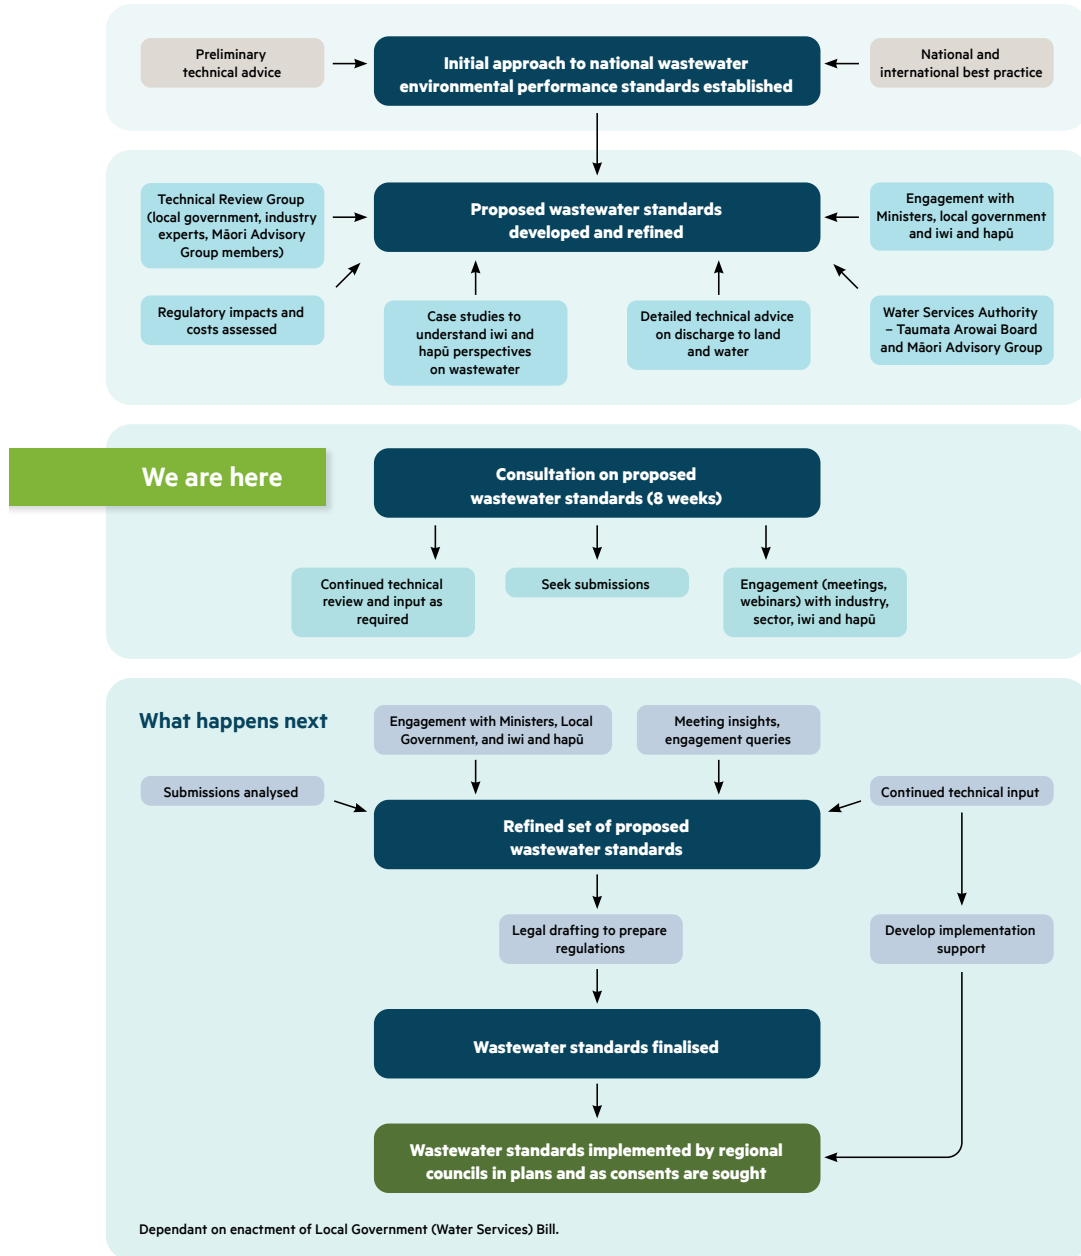 Preliminary
technical advice
Initial approach to national wastewater
environmental performance standards established
National and
international best practice
Technical Review Group
(local government, industry
experts, Māori Advisory
Group members)
Proposed wastewater standards
developed and refined
Engagement with
Ministers, local government
and iwi and hapū
Regulatory impacts and
costs assessed
Case studies to
understand iwi and
hapū perspectives
on wastewater
Detailed technical advice
on discharge to land
and water
Water Services Authority
– Taumata Arowai Board
and Māori Advisory Group
We are here
Consultation on proposed
wastewater standards (8 weeks)
Continued technical
review and input as
required
Seek submissions
Engagement (meetings,
webinars) with industry,
sector, iwi and hapū
What happens next
Engagement with Ministers, Local
Government, and iwi and hapū
Meeting insights,
engagement queries
Submissions analysed
Continued technical input
Refined set of proposed
wastewater standards
Legal drafting to prepare
regulations
Develop implementation
support
Wastewater standards finalised
Wastewater standards implemented by regional
councils in plans and as consents are sought
Dependant on enactment of Local Government (Water Services) Bill.